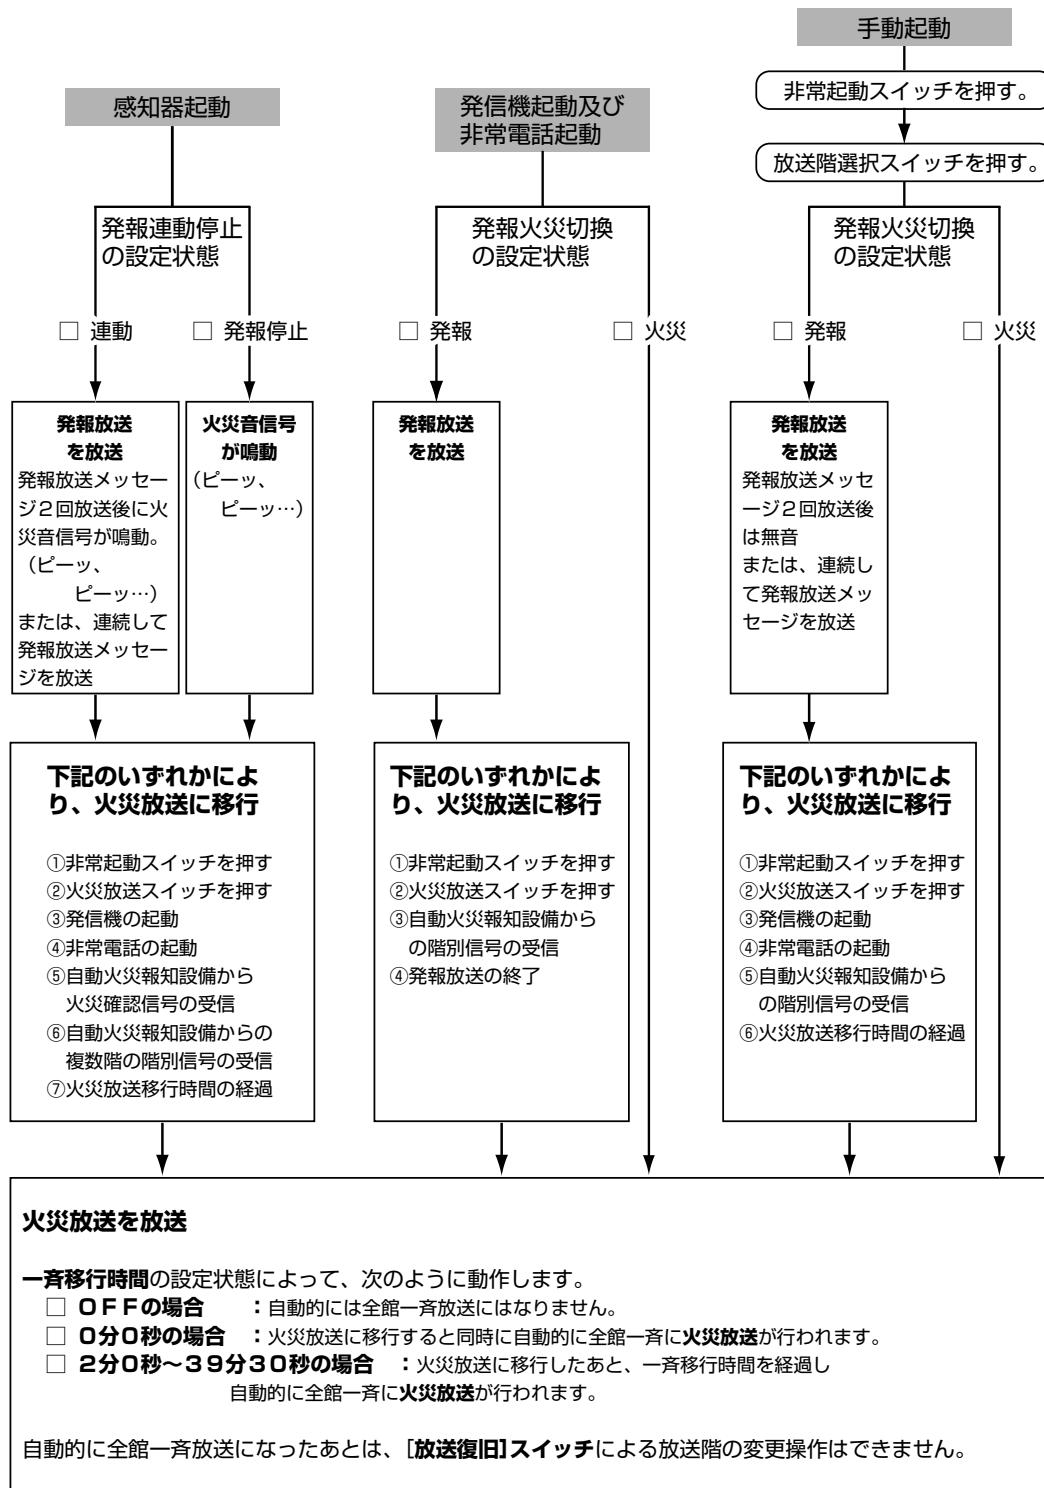 手動起動
非常起動スイッチを押す。
放送階選択スイッチを押す。
感知器起動
発信機起動及び
非常電話起動
発報連動停止
の設定状態
□ 連動
□ 発報停止
発報火災切換
の設定状態
□ 発報
□ 火災
発報火災切換
の設定状態
□ 発報
□ 火災
発報放送
を放送
発報放送メッセー
ジ２回放送後に火
災音信号が鳴動。
（ピーッ、
ピーッ…）
または、連続して
発報放送メッセー
ジを放送
火災音信号
が鳴動
（ピーッ、
ピーッ…）
発報放送
を放送
発報放送
を放送
発報放送メッセ
ージ２回放送後
は無音
または、連続し
て発報放送メッ
セージを放送
下記のいずれかによ
り、火災放送に移行
①非常起動スイッチを押す
②火災放送スイッチを押す
③発信機の起動
④非常電話の起動
⑤自動火災報知設備から
火災確認信号の受信
⑥自動火災報知設備からの
複数階の階別信号の受信
⑦火災放送移行時間の経過
下記のいずれかによ
り、火災放送に移行
①非常起動スイッチを押す
②火災放送スイッチを押す
③自動火災報知設備から
の階別信号の受信
④発報放送の終了
下記のいずれかによ
り、火災放送に移行
①非常起動スイッチを押す
②火災放送スイッチを押す
③発信機の起動
④非常電話の起動
⑤自動火災報知設備から
の階別信号の受信
⑥火災放送移行時間の経過
火災放送を放送
一斉移行時間の設定状態によって、次のように動作します。
□ ＯＦＦの場合　：自動的には全館一斉放送にはなりません。
□ ０分０秒の場合　：火災放送に移行すると同時に自動的に全館一斉に火災放送が行われます。
□ ２分０秒～３９分３０秒の場合　：火災放送に移行したあと、一斉移行時間を経過し
自動的に全館一斉に火災放送が行われます。
自動的に全館一斉放送になったあとは、［放送復旧］スイッチによる放送階の変更操作はできません。